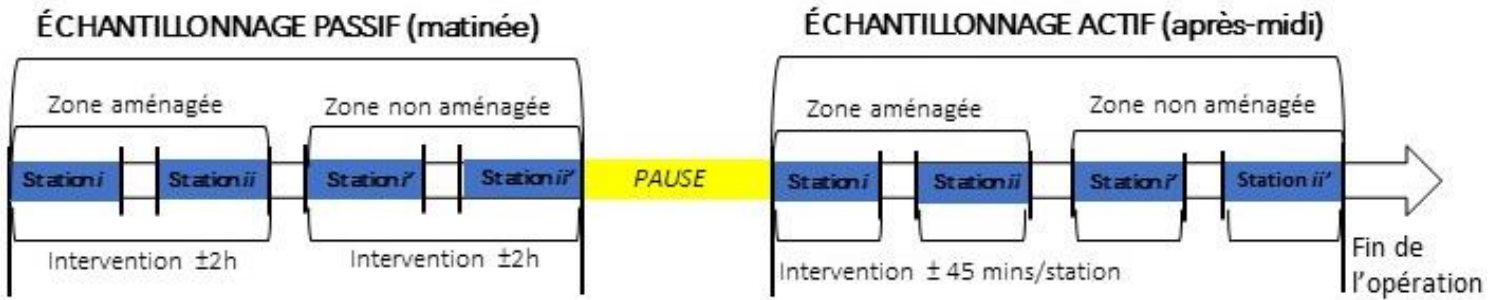 ÉCHANTILLONNAGE PASSIF (matinée)
ÉCHANTILLONNAGE ACTIF (après-midi)
Zone aménagée
Zone non aménagée
Zone aménagée
Zone non aménagée
Station i
Station ii
Station i'
Station ii'
PAUSE
Station i
Station ii
Station i'
Station ii'
Intervention ±2h
Intervention ±2h
Intervention ± 45 mins/station
Fin de
l'opération